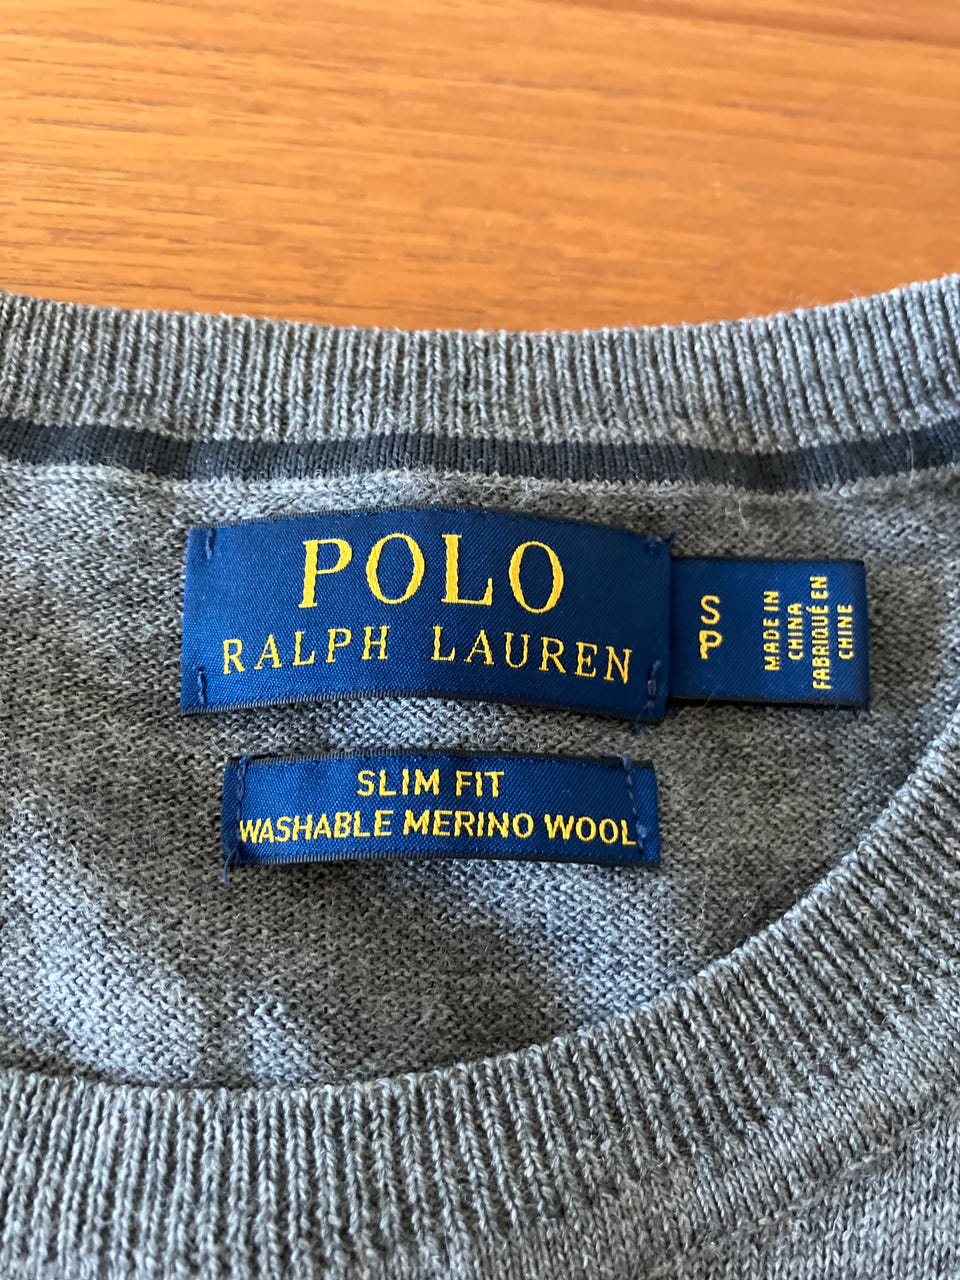 POLO
RALPH LAUREN
S
P
MADE IN
CHINA
FABRIQUÉ EN
CHINE
SLIM FIT
WASHABLE MERINO WOOL